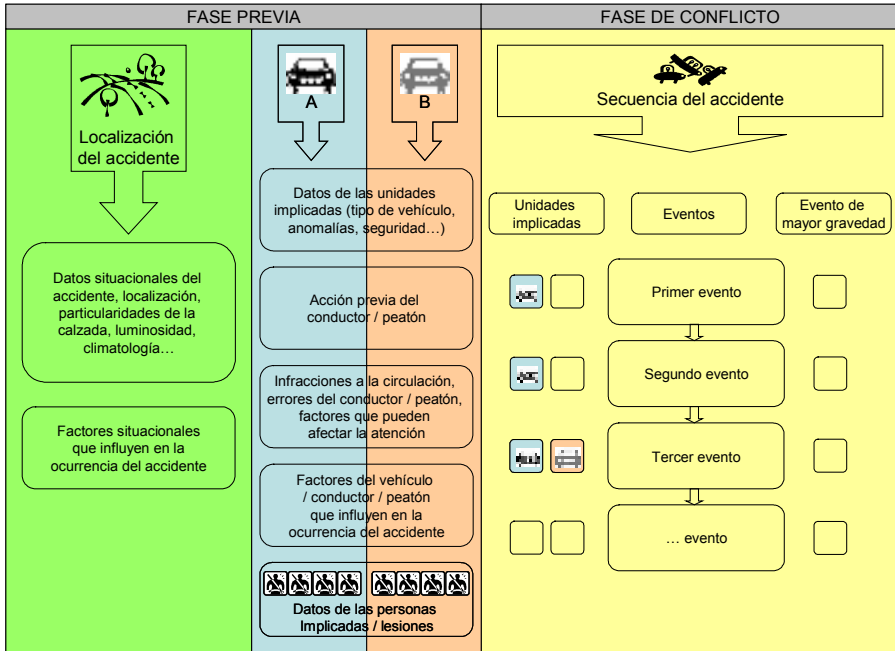 FASE PREVIA
Localización
del accidente
Datos situacionales del
accidente, localización,
particularidades de la
calzada, luminosidad,
climatología…
Factores situacionales
que influyen en la
ocurrencia del accidente
A
B
Datos de las unidades
implicadas (tipo de vehículo,
anomalías, seguridad…)
Acción previa del
conductor / peatón
Infracciones a la circulación,
errores del conductor / peatón,
factores que pueden
afectar la atención
Factores del vehículo
/ conductor / peatón
que influyen en la
ocurrencia del accidente
Datos de las personas
Implicadas / lesiones
FASE DE CONFLICTO
Secuencia del accidente
Unidades
implicadas
Eventos
Evento de
mayor gravedad
Primer evento
Segundo evento
Tercer evento
… evento